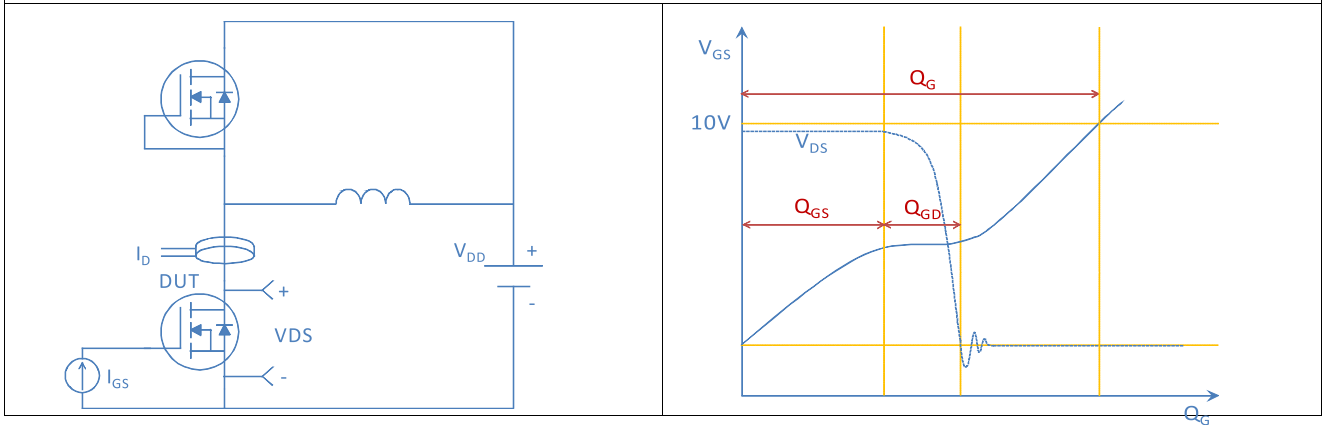 I_D
DUT
+
VDS
-
I_GS
V_DD
+
-
V_GS
Q_G
10V
V_DS
Q_GS
Q_GD
Q_G